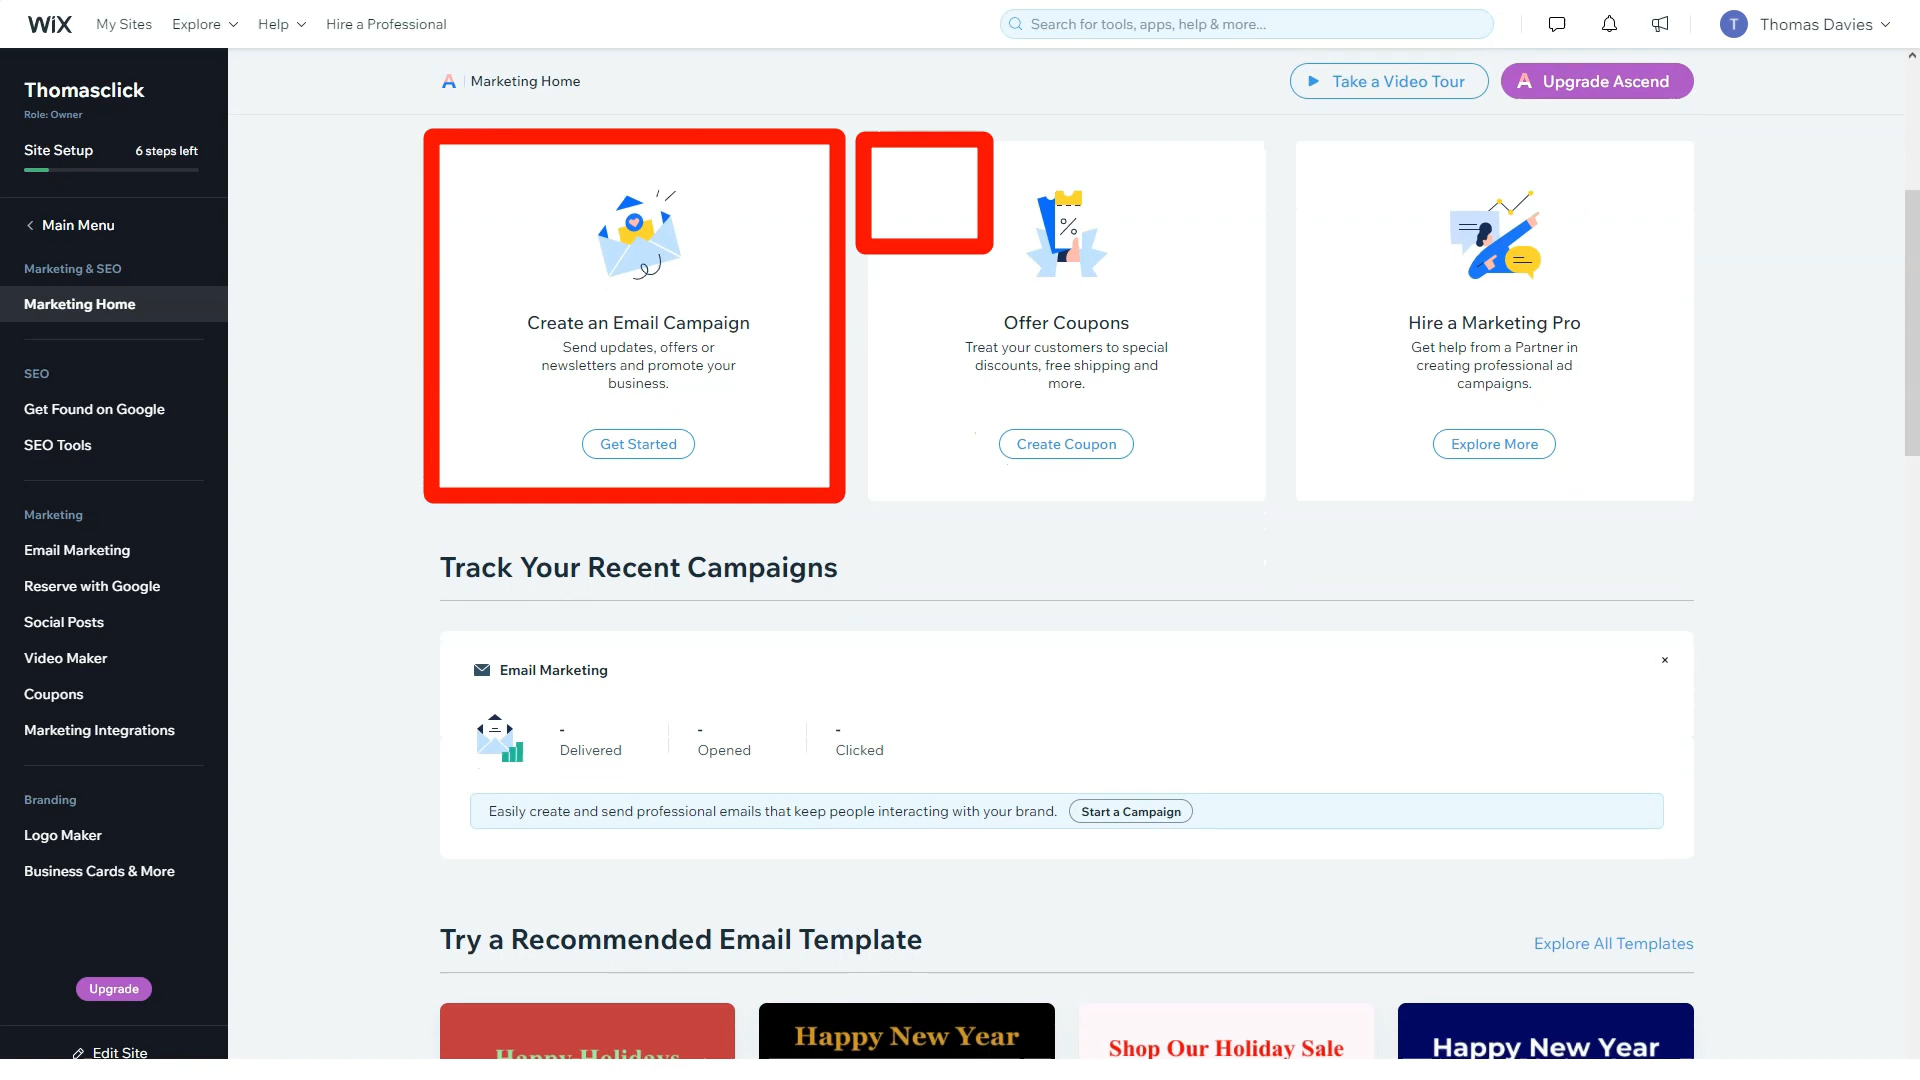 WiX My Sites Explore Help Hire a Professional Search for tools, apps, help & more... T Thomas Davies
Thomasclick
Role: Owner
Site Setup 6 steps left
Main Menu
Marketing & SEO
Marketing Home
SEO
Get Found on Google
SEO Tools
Marketing
Email Marketing
Reserve with Google
Social Posts
Video Maker
Coupons
Marketing Integrations
Branding
Logo Maker
Business Cards & More
Upgrade
Edit Site
A Marketing Home Take a Video Tour A Upgrade Ascend
Create an Email Campaign
Send updates, offers or
newsletters and promote your
business.
Get Started
%
Offer Coupons
Treat your customers to special
discounts, free shipping and
more.
Create Coupon
Hire a Marketing Pro
Get help from a Partner in
creating professional ad
campaigns.
Explore More
Track Your Recent Campaigns
Email Marketing
- - -
Delivered Opened Clicked
Easily create and send professional emails that keep people interacting with your brand. Start a Campaign
Try a Recommended Email Template Explore All Templates
Happy Holidays
Happy New Year
Shop Our Holiday Sale
Happy New Year